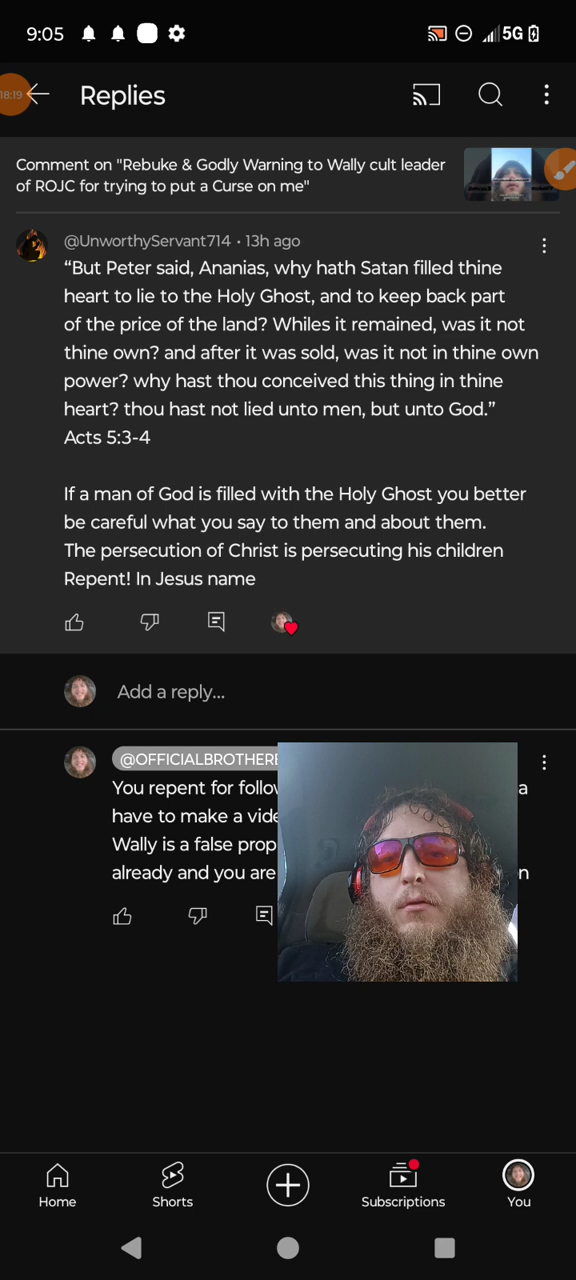 9:05
5G
18:19
Replies
Comment on "Rebuke & Godly Warning to Wally cult leader
of ROJC for trying to put a Curse on me"
@UnworthyServant714 • 13h ago
“But Peter said, Ananias, why hath Satan filled thine
heart to lie to the Holy Ghost, and to keep back part
of the price of the land? Whiles it remained, was it not
thine own? and after it was sold, was it not in thine own
power? why hast thou conceived this thing in thine
heart? thou hast not lied unto men, but unto God.”
Acts 5:3-4
If a man of God is filled with the Holy Ghost you better
be careful what you say to them and about them.
The persecution of Christ is persecuting his children
Repent! In Jesus name
Add a reply...
@OFFICIALBROTHERE
You repent for follow a
have to make a vide
Wally is a false prop
already and you are n
Home
Shorts
Subscriptions
You